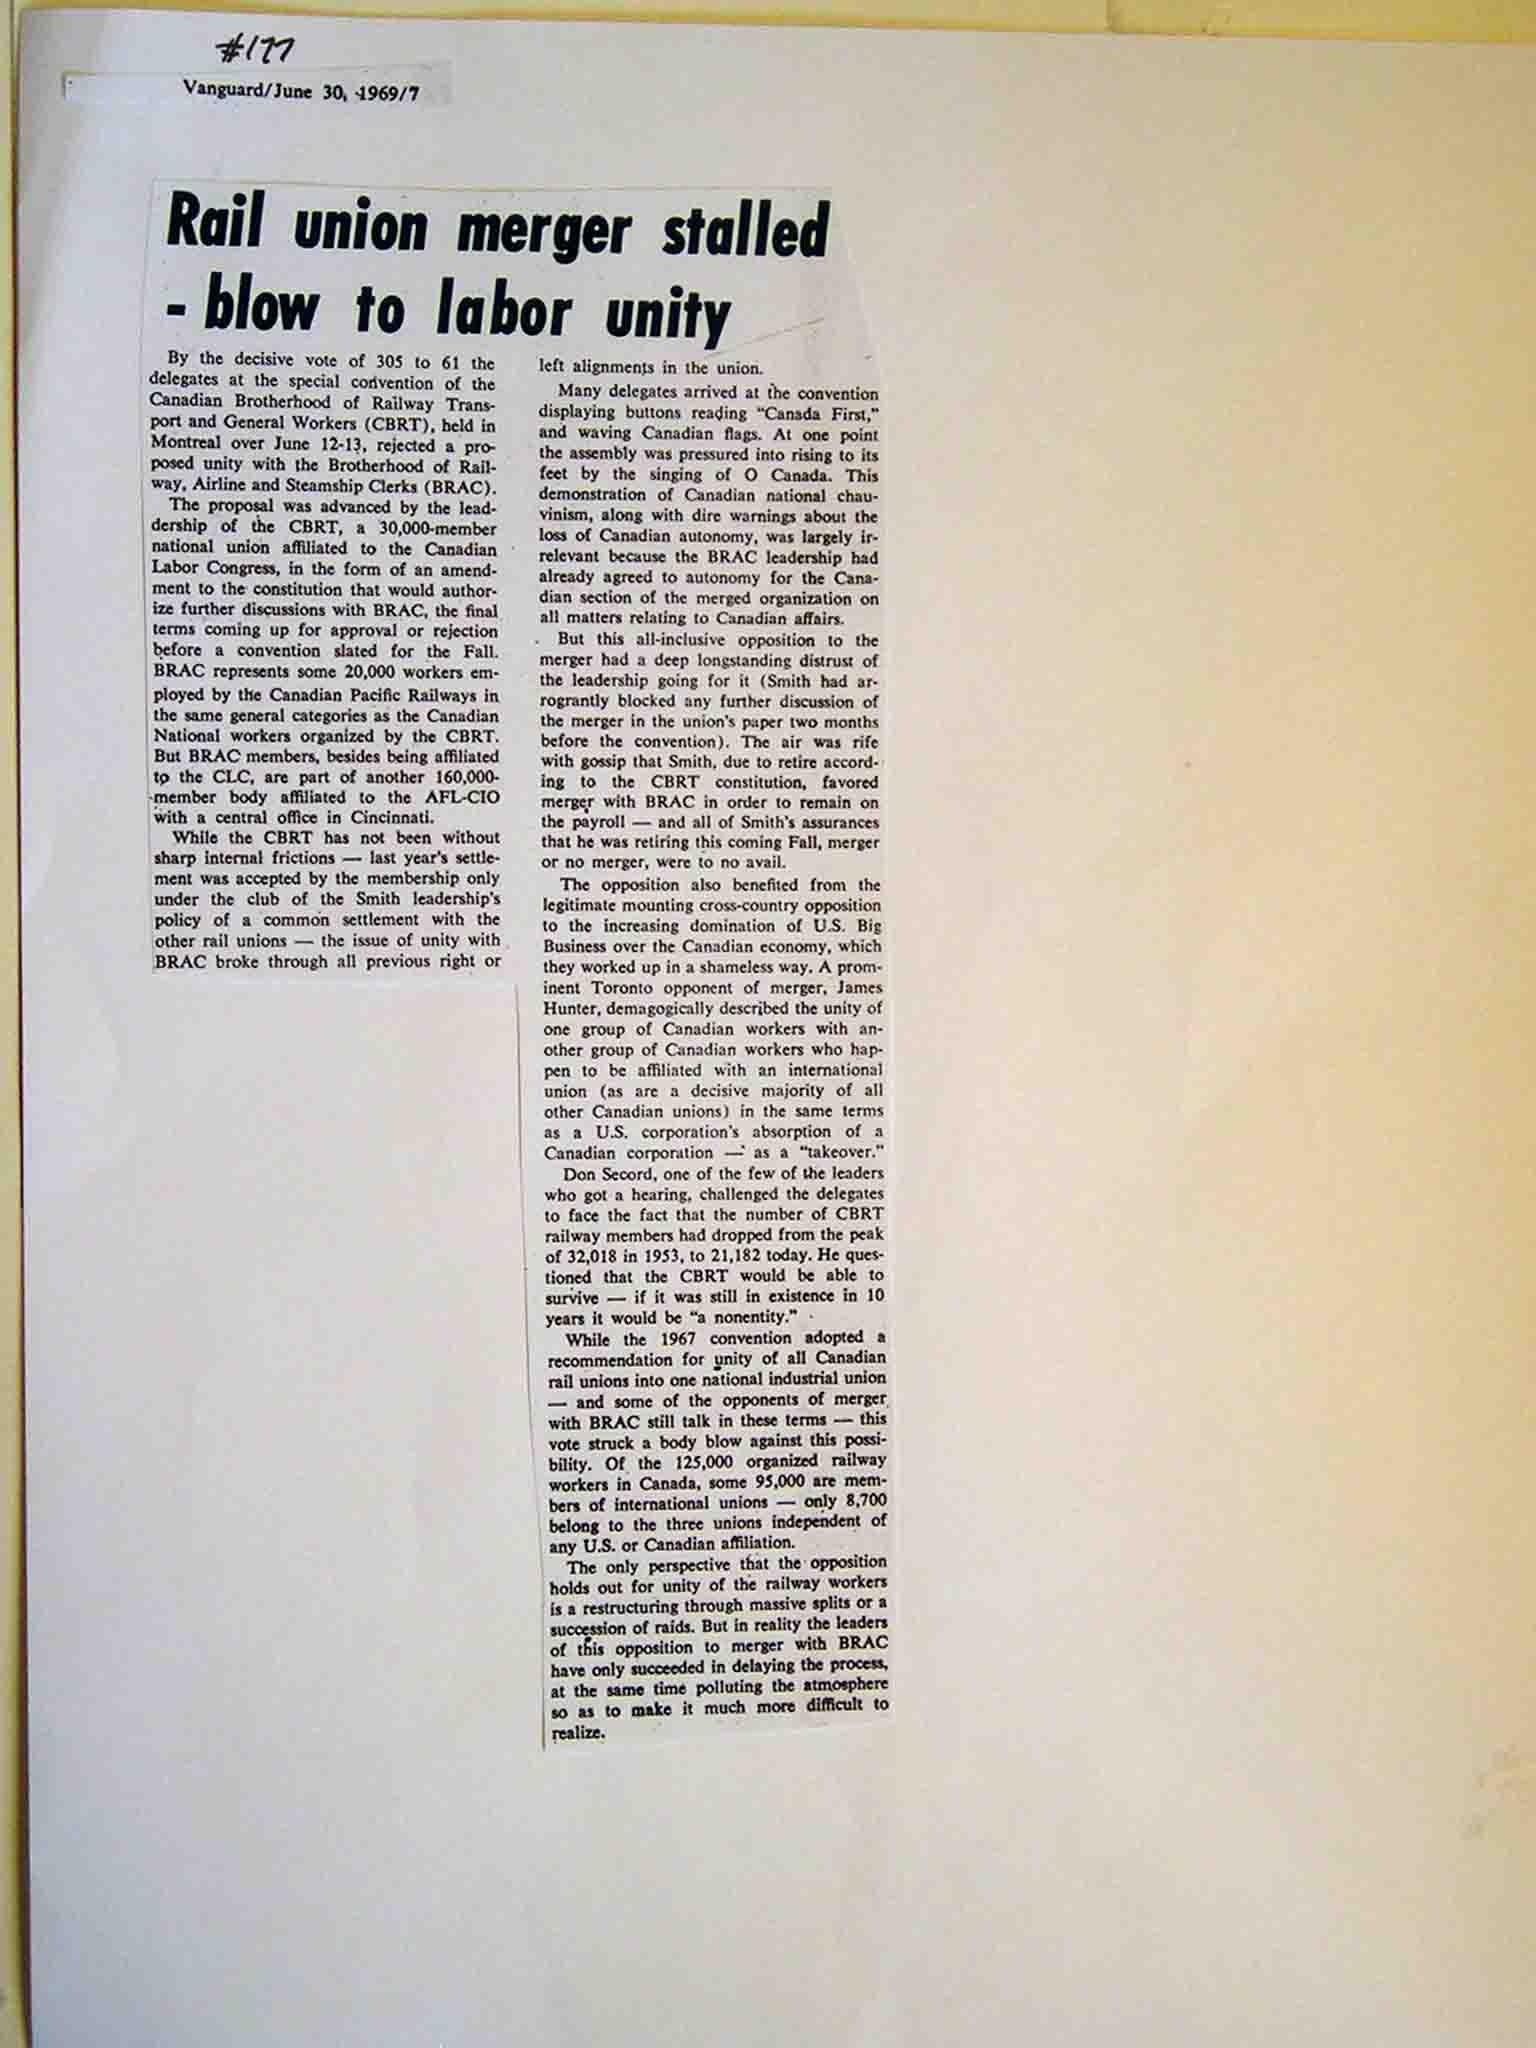 #177
Vanguard/June 30, 1969/7
Rail union merger stalled
- blow to labor unity
By the decisive vote of 305 to 61 the
delegates at the special convention of the
Canadian Brotherhood of Railway Trans-
port and General Workers (CBRT), held in
Montreal over June 12-13, rejected a pro-
posed unity with the Brotherhood of Rail-
way, Airline and Steamship Clerks (BRAC).
The proposal was advanced by the lead-
dership of the CBRT, a 30,000-member
national union affiliated to the Canadian
Labor Congress, in the form of an amend-
ment to the constitution that would author-
ize further discussions with BRAC, the final
terms coming up for approval or rejection
before a convention slated for the Fall.
BRAC represents some 20,000 workers em-
ployed by the Canadian Pacific Railways in
the same general categories as the Canadian
National workers organized by the CBRT.
But BRAC members, besides being affiliated
to the CLC, are part of another 160,000-
member body affiliated to the AFL-CIO
with a central office in Cincinnati.
While the CBRT has not been without
sharp internal frictions — last year's settle-
ment was accepted by the membership only
under the club of the Smith leadership's
policy of a common settlement with the
other rail unions — the issue of unity with
BRAC broke through all previous right or
left alignments in the union.
Many delegates arrived at the convention
displaying buttons reading "Canada First,"
and waving Canadian flags. At one point
the assembly was pressured into rising to its
feet by the singing of O Canada. This
demonstration of Canadian national chau-
vinism, along with dire warnings about the
loss of Canadian autonomy, was largely ir-
relevant because the BRAC leadership had
already agreed to autonomy for the Cana-
dian section of the merged organization on
all matters relating to Canadian affairs.
But this all-inclusive opposition to the
merger had a deep longstanding distrust of
the leadership going for it (Smith had ar-
rograntly blocked any further discussion of
the merger in the union's paper two months
before the convention). The air was rife
with gossip that Smith, due to retire accord-
ing to the CBRT constitution, favored
merger with BRAC in order to remain on
the payroll — and all of Smith's assurances
that he was retiring this coming Fall, merger
or no merger, were to no avail.
The opposition also benefited from the
legitimate mounting cross-country opposition
to the increasing domination of U.S. Big
Business over the Canadian economy, which
they worked up in a shameless way. A prom-
inent Toronto opponent of merger, James
Hunter, demagogically described the unity of
one group of Canadian workers with an-
other group of Canadian workers who hap-
pen to be affiliated with an international
union (as are a decisive majority of all
other Canadian unions) in the same terms
as a U.S. corporation's absorption of a
Canadian corporation — as a "takeover."
Don Secord, one of the few of the leaders
who got a hearing, challenged the delegates
to face the fact that the number of CBRT
railway members had dropped from the peak
of 32,018 in 1953, to 21,182 today. He ques-
tioned that the CBRT would be able to
survive — if it was still in existence in 10
years it would be "a nonentity."
While the 1967 convention adopted a
recommendation for unity of all Canadian
rail unions into one national industrial union
— and some of the opponents of merger
with BRAC still talk in these terms — this
vote struck a body blow against this possi-
bility. Of the 125,000 organized railway
workers in Canada, some 95,000 are mem-
bers of international unions — only 8,700
belong to the three unions independent of
any U.S. or Canadian affiliation.
The only perspective that the opposition
holds out for unity of the railway workers
is a restructuring through massive splits or a
succession of raids. But in reality the leaders
of this opposition to merger with BRAC
have only succeeded in delaying the process,
at the same time polluting the atmosphere
so as to make it much more difficult to
realize.